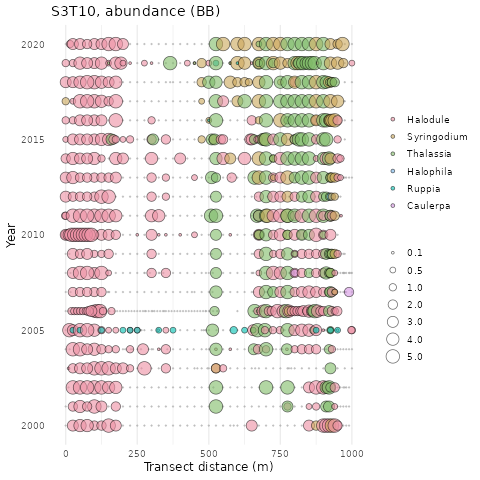 S3T10, abundance (BB)
2020
2015
2010
2005
2000
Year
0
250
500
750
1000
Transect distance (m)
Halodule
Syringodium
Thalassia
Halophila
Ruppia
Caulerpa
0.1
0.5
1.0
2.0
3.0
4.0
5.0